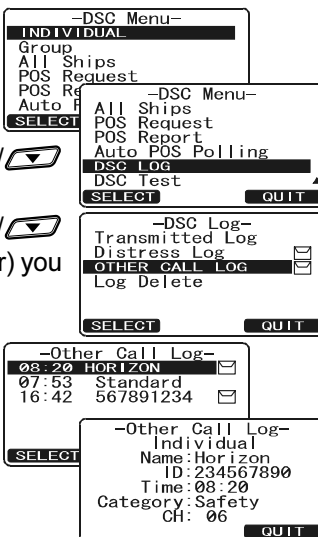 –DSC Menu–
INDIVIDUAL
Group
All Ships
POS Request
POS
Auto
SELECT
–DSC Menu–
All Ships
POS Request
POS Report
Auto POS Polling
DSC LOG
DSC Test
SELECT QUIT
/
/
r) you
–DSC Log–
Transmitted Log
Distress Log
OTHER CALL LOG
Log Delete
SELECT QUIT
–Other Call Log–
08:20 HORIZON
07:53 Standard
16:42 567891234
SELECT
–Other Call Log–
Individual
Name:Horizon
ID:234567890
Time:08:20
Category:Safety
CH: 06
QUIT